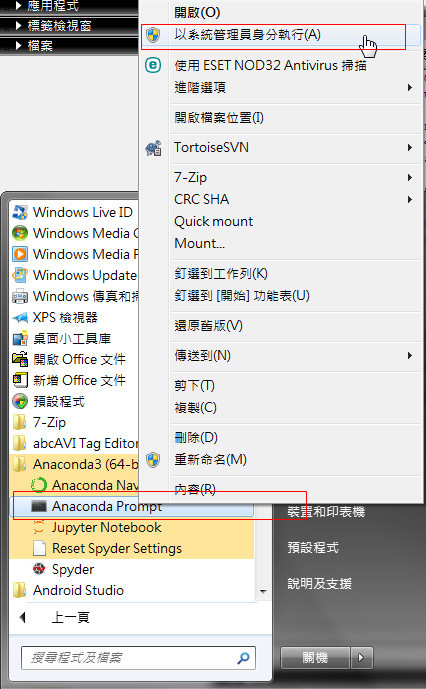 應用程式
標籤檢視窗
檔案
開啟(O)
以系統管理員身分執行(A)
使用 ESET NOD32 Antivirus 掃描
進階選項
開啟檔案位置(I)
TortoiseSVN
7-Zip
CRC SHA
Quick mount
Mount...
釘選到工作列(K)
釘選到 [開始] 功能表(U)
還原舊版(V)
傳送到(N)
剪下(T)
複製(C)
刪除(D)
重新命名(M)
內容(R)
Windows Live ID
Windows Media
Windows Media
Windows Update
Windows 傳真和掃
XPS 檢視器
桌面小工具庫
開啟 Office 文件
新增 Office 文件
預設程式
7-Zip
abcAVI Tag Editor
Anaconda3 (64-b
Anaconda Nav
Anaconda Prompt
Jupyter Notebook
Reset Spyder Settings
Spyder
Android Studio
上一頁
搜尋程式及檔案
裝置和印表機
預設程式
說明及支援
關機